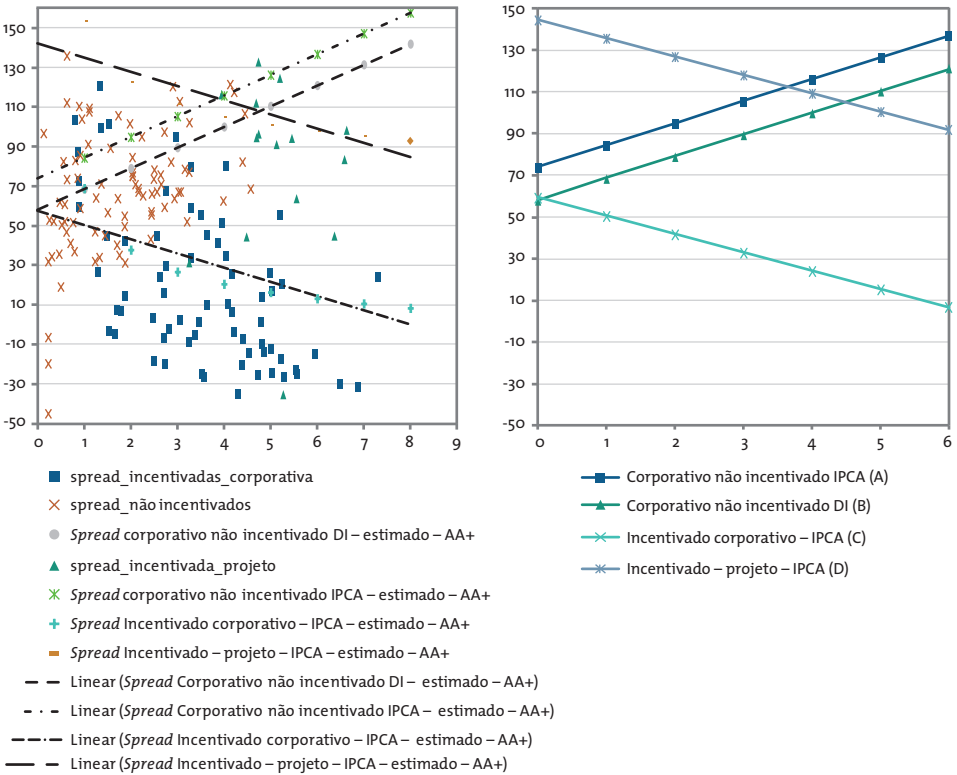 150
130
110
90
70
50
30
10
-10
-30
-50
0 1 2 3 4 5 6 7 8 9
150
130
110
90
70
50
30
10
-10
-30
-50
0 1 2 3 4 5 6
spread_incentivadas_corporativa
spread_não incentivados
Spread corporativo não incentivado DI – estimado – AA+
spread_incentivada_projeto
Spread corporativo não incentivado IPCA – estimado – AA+
Spread Incentivado corporativo – IPCA – estimado – AA+
Spread Incentivado – projeto – IPCA – estimado – AA+
Linear (Spread Corporativo não incentivado DI – estimado – AA+)
Linear (Spread Corporativo não incentivado IPCA – estimado – AA+)
Linear (Spread Incentivado corporativo – IPCA – estimado – AA+)
Linear (Spread Incentivado – projeto – IPCA – estimado – AA+)
Corporativo não incentivado IPCA (A)
Corporativo não incentivado DI (B)
Incentivado corporativo – IPCA (C)
Incentivado – projeto – IPCA (D)